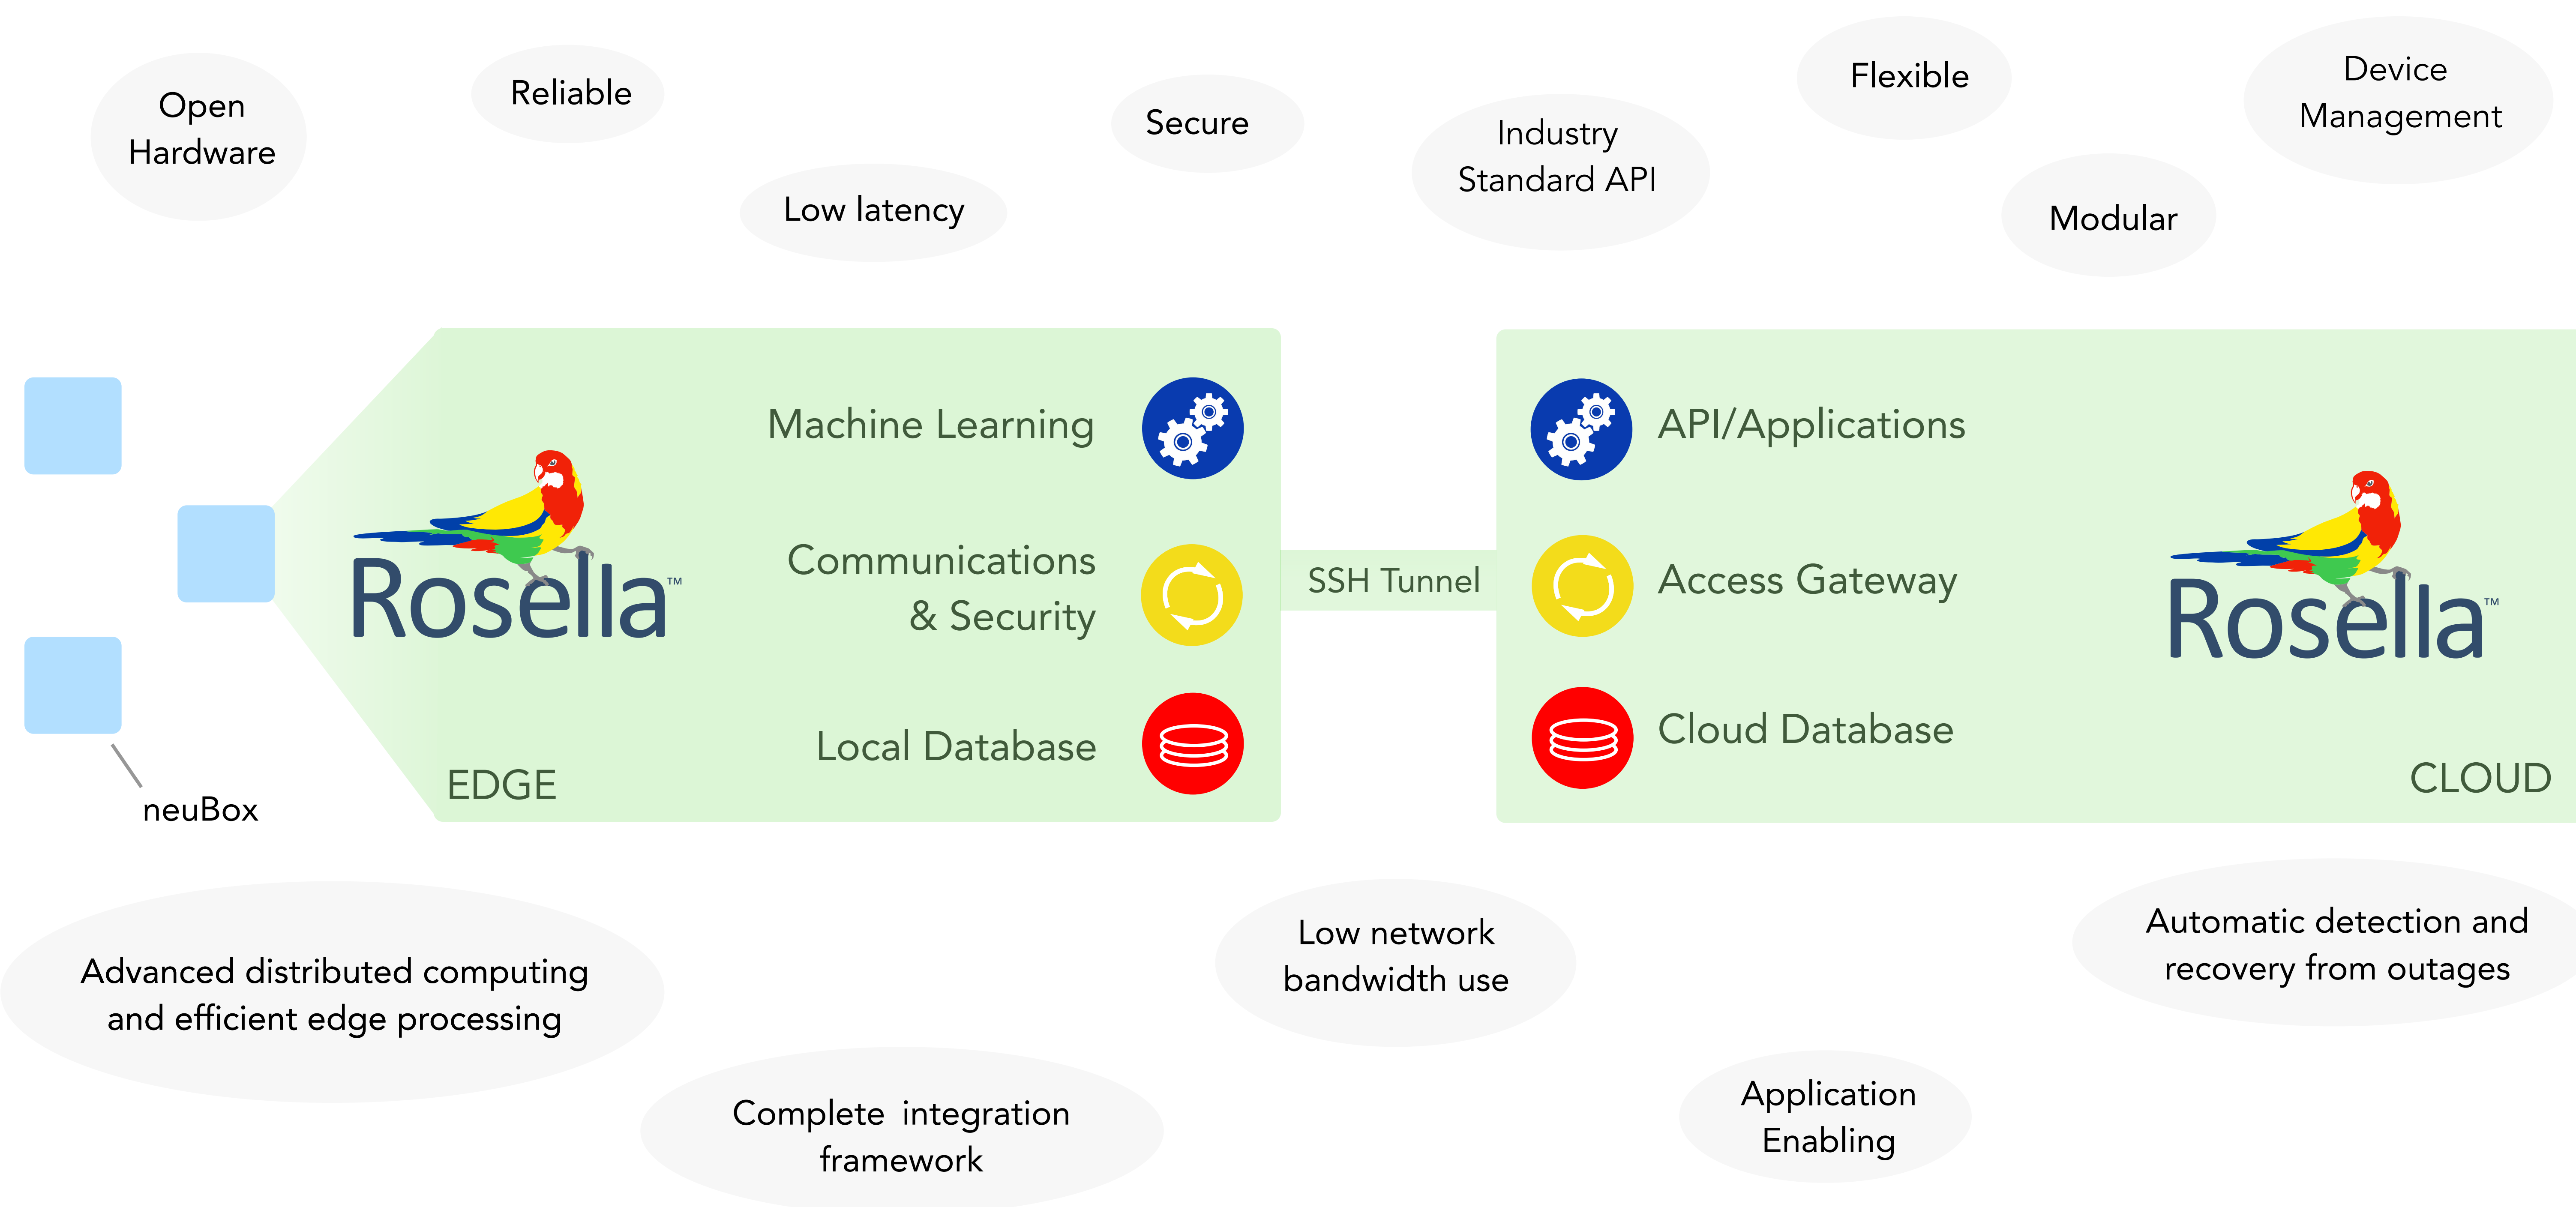 Open
Hardware
Reliable
Low latency
Secure
Industry
Standard API
Flexible
Modular
Device
Management
neuBox
Rosella™
EDGE
Machine Learning
Communications
& Security
Local Database
SSH Tunnel
API/Applications
Access Gateway
Cloud Database
Rosella™
CLOUD
Advanced distributed computing
and efficient edge processing
Complete integration
framework
Low network
bandwidth use
Application
Enabling
Automatic detection and
recovery from outages